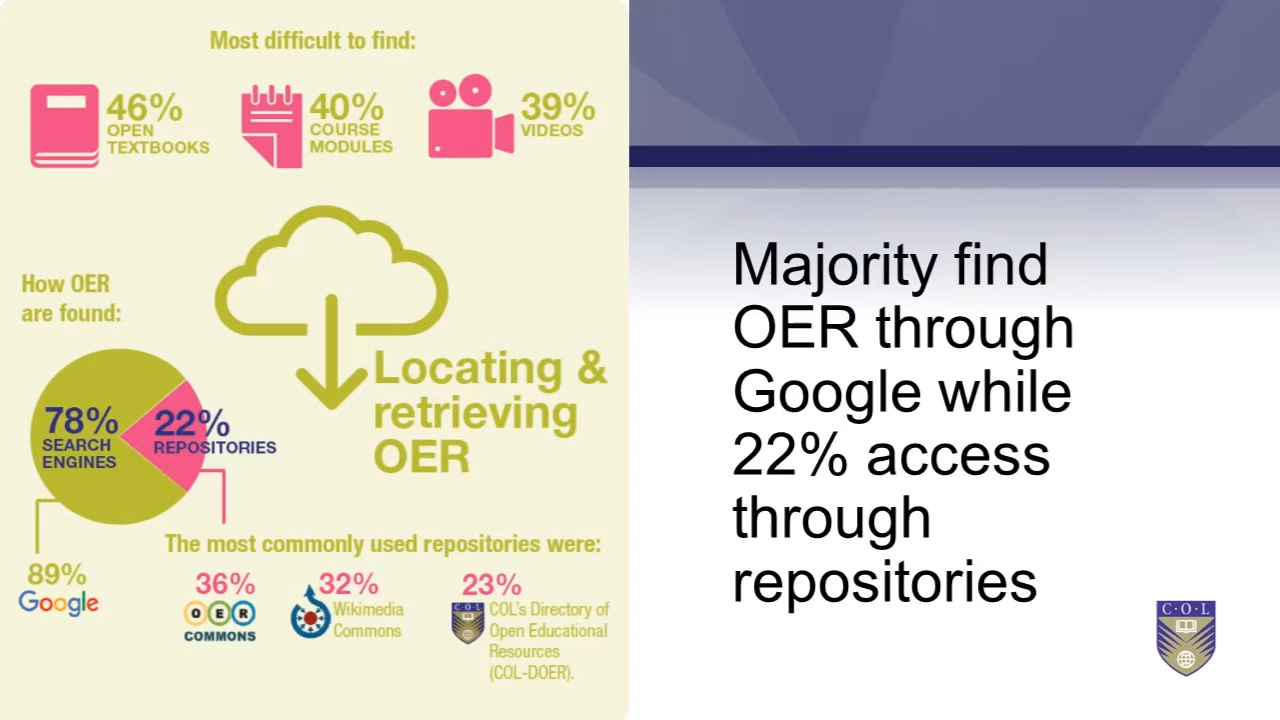 Most difficult to find:
46%
OPEN
TEXTBOOKS
40%
COURSE
MODULES
39%
VIDEOS
How OER
are found:
78%
SEARCH
ENGINES
22%
REPOSITORIES
Locating &
retrieving
OER
The most commonly used repositories were:
89%
Google
36%
OER
COMMONS
32%
Wikimedia
Commons
23%
C·O·L
COL's Directory of
Open Educational
Resources
(COL-DOER).
Majority find
OER through
Google while
22% access
through
repositories
C·O·L